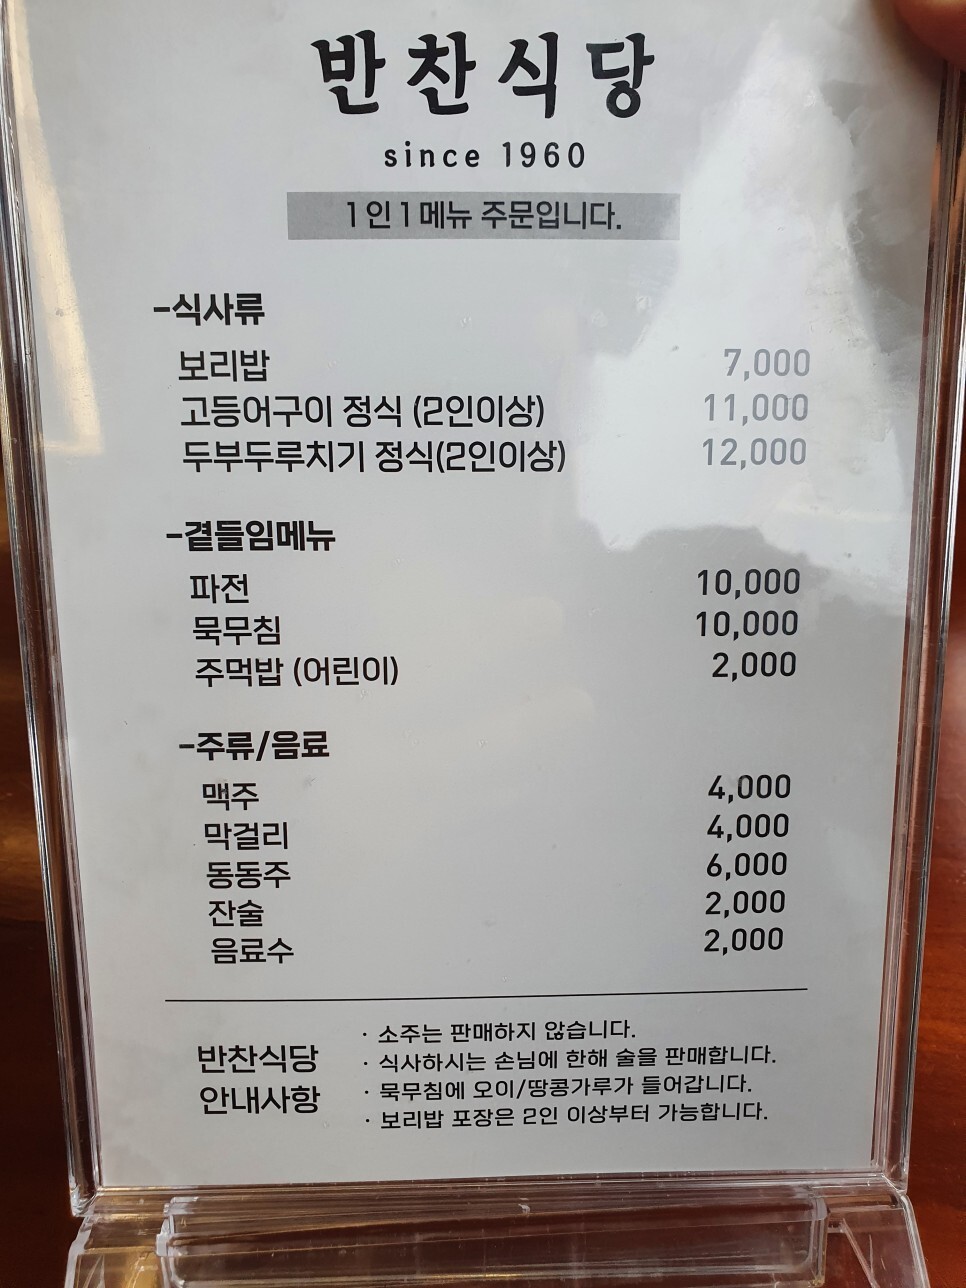 반찬식당
since 1960
1인 1메뉴 주문입니다.
-식사류
보리밥 7,000
고등어구이 정식 (2인이상) 11,000
두부두루치기 정식(2인이상) 12,000
-곁들임메뉴
파전 10,000
묵무침 10,000
주먹밥 (어린이) 2,000
-주류/음료
맥주 4,000
막걸리 4,000
동동주 6,000
잔술 2,000
음료수 2,000
반찬식당
안내사항
· 소주는 판매하지 않습니다.
· 식사하시는 손님에 한해 술을 판매합니다.
· 묵무침에 오이/땅콩가루가 들어갑니다.
· 보리밥 포장은 2인 이상부터 가능합니다.